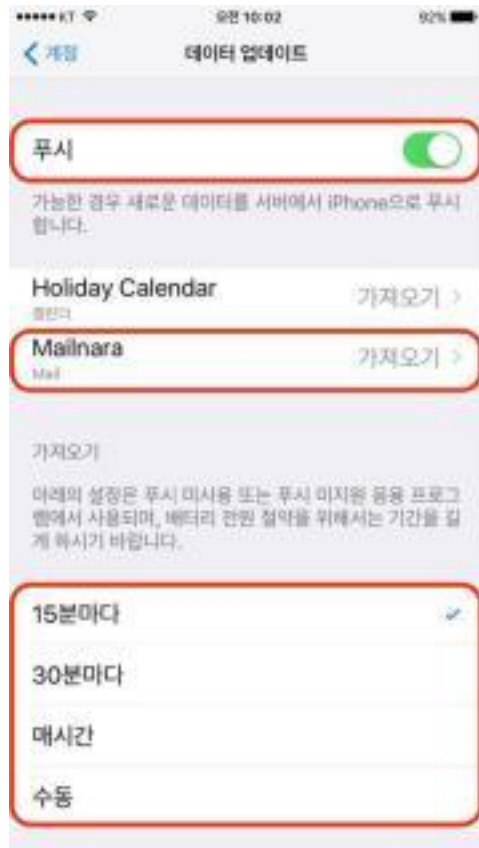 KT 오전 10:02 92%
계정 데이터 업데이트
푸시
가능한 경우 새로운 데이터를 서버에서 iPhone으로 푸시
합니다.
Holiday Calendar 가져오기
캘린더
Mailnara 가져오기
Mail
가져오기
아래의 설정은 푸시 미사용 또는 푸시 미지원 응용 프로그
램에서 사용되며, 배터리 전원 절약을 위해서는 기간을 길
게 하시기 바랍니다.
15분마다
30분마다
매시간
수동